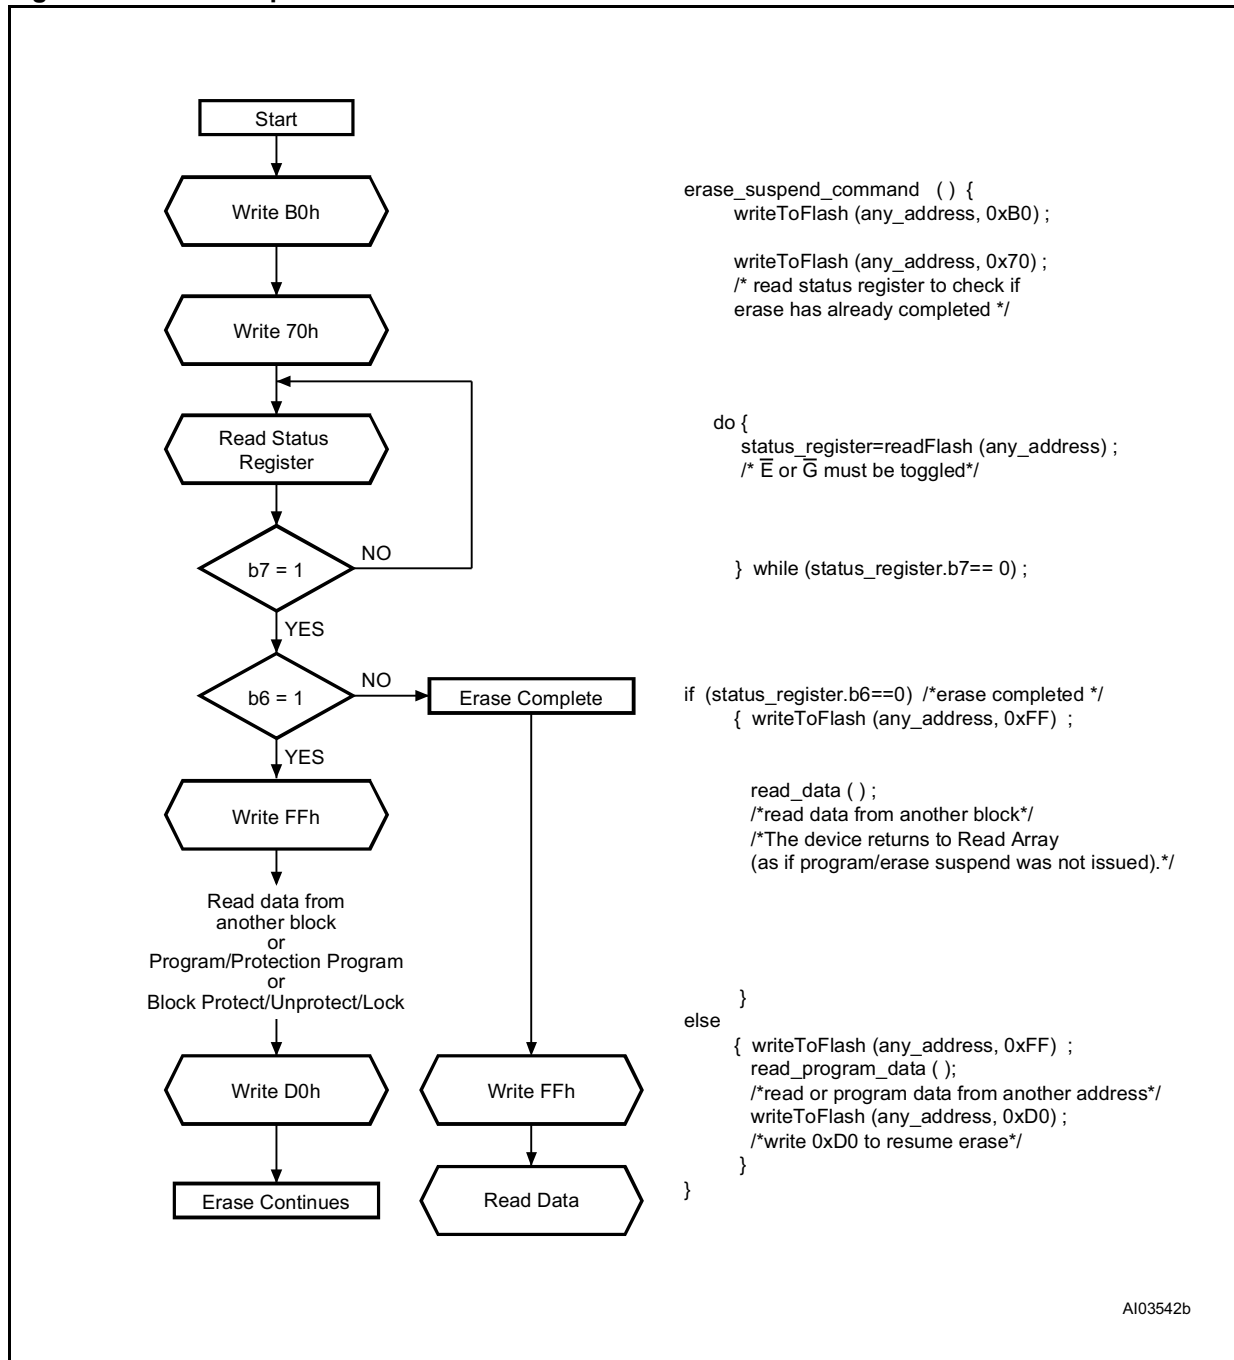 Start
Write B0h
Write 70h
Read Status
Register
b7 = 1
NO
YES
b6 = 1
NO
Erase Complete
YES
Write FFh
Read data from
another block
or
Program/Protection Program
or
Block Protect/Unprotect/Lock
Write D0h
Write FFh
Erase Continues
Read Data
erase_suspend_command ( ) {
writeToFlash (any_address, 0xB0) ;
writeToFlash (any_address, 0x70) ;
/* read status register to check if
erase has already completed */
do {
status_register=readFlash (any_address) ;
/* E̅ or G̅ must be toggled*/
} while (status_register.b7== 0) ;
if (status_register.b6==0) /*erase completed */
{ writeToFlash (any_address, 0xFF) ;
read_data ( ) ;
/*read data from another block*/
/*The device returns to Read Array
(as if program/erase suspend was not issued).*/
}
else
{ writeToFlash (any_address, 0xFF) ;
read_program_data ( );
/*read or program data from another address*/
writeToFlash (any_address, 0xD0) ;
/*write 0xD0 to resume erase*/
}
}
AI03542b